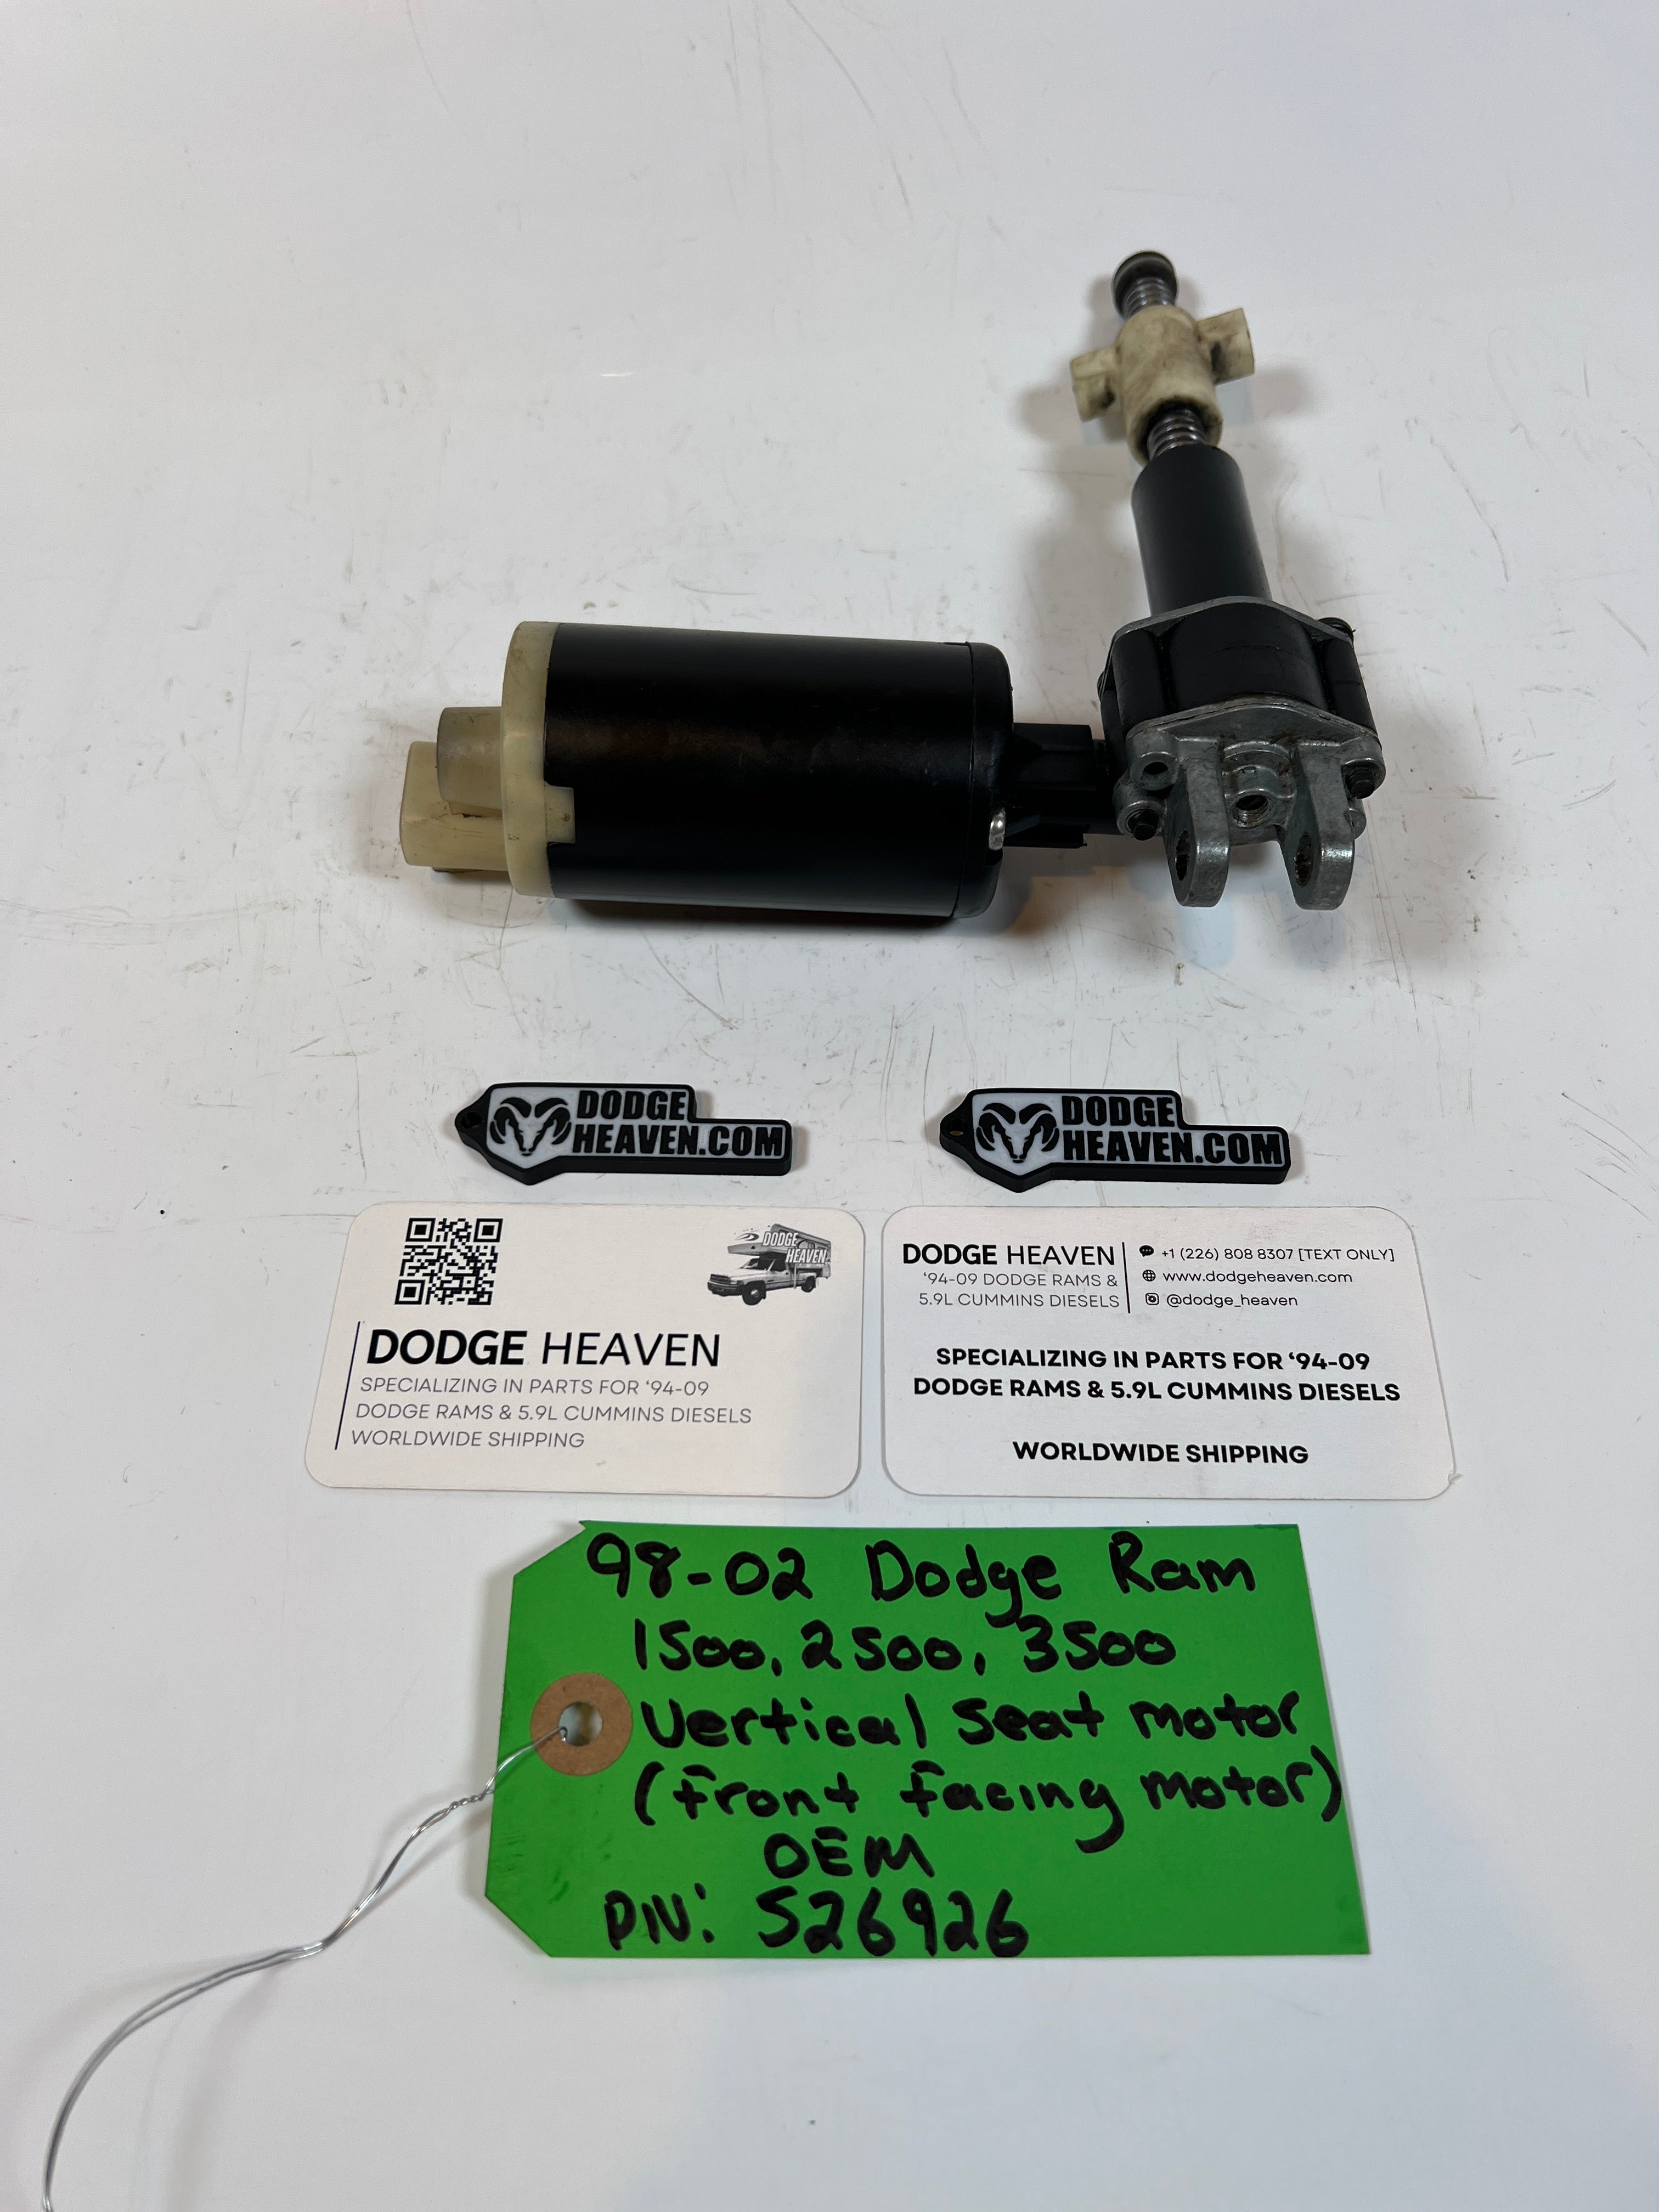 DODGE
HEAVEN.COM
DODGE
HEAVEN.COM
DODGE
HEAVEN
DODGE HEAVEN
SPECIALIZING IN PARTS FOR ‘94-09
DODGE RAMS & 5.9L CUMMINS DIESELS
WORLDWIDE SHIPPING
DODGE HEAVEN
‘94-09 DODGE RAMS &
5.9L CUMMINS DIESELS
+1 (226) 808 8307 [TEXT ONLY]
www.dodgeheaven.com
@dodge_heaven
SPECIALIZING IN PARTS FOR ‘94-09
DODGE RAMS & 5.9L CUMMINS DIESELS
WORLDWIDE SHIPPING
98-02 Dodge Ram
1500, 2500, 3500
Vertical seat motor
(front facing motor)
OEM
PN: 526926